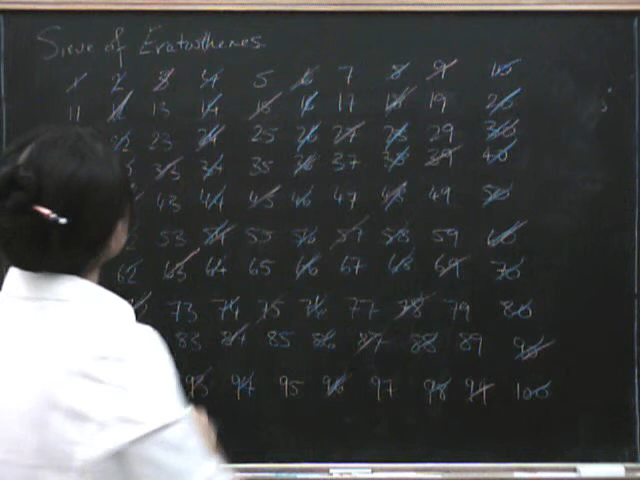 Sieve of Eratosthenes
1 2 3 4 5 6 7 8 9 10
11 12 13 14 15 16 17 18 19 20
22 23 24 25 26 27 28 29 30
33 34 35 36 37 38 39 40
43 44 45 46 47 48 49 50
53 54 55 56 57 58 59 60
62 63 64 65 66 67 68 69 70
73 74 75 76 77 78 79 80
83 84 85 86 87 88 89 90
93 94 95 96 97 98 99 100